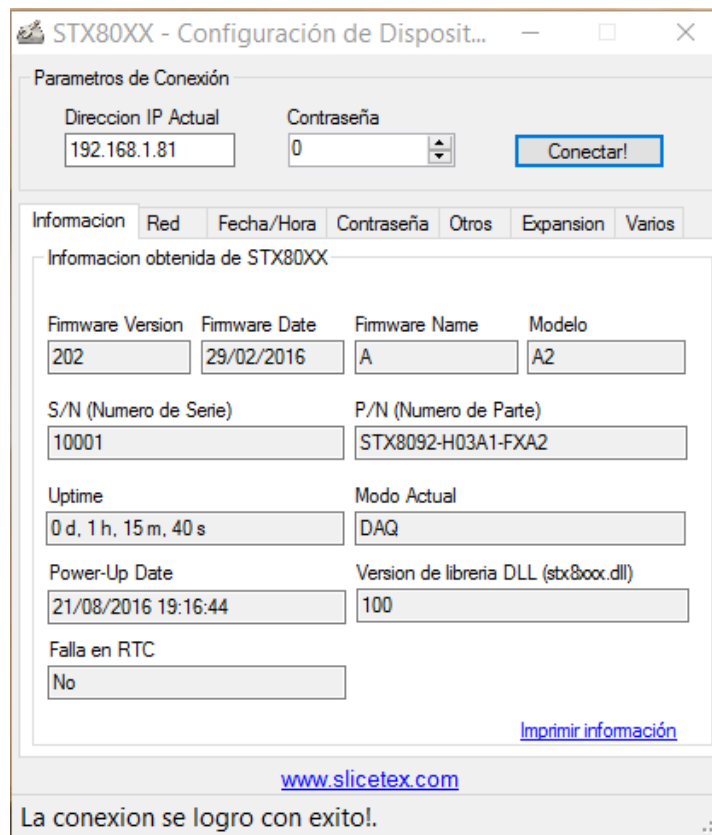 STX80XX - Configuración de Disposit...
Parametros de Conexión
Direccion IP Actual Contraseña
192.168.1.81 0 Conectar!
Informacion Red Fecha/Hora Contraseña Otros Expansion Varios
Informacion obtenida de STX80XX
Firmware Version Firmware Date Firmware Name Modelo
202 29/02/2016 A A2
S/N (Numero de Serie) P/N (Numero de Parte)
10001 STX8092-H03A1-FXA2
Uptime Modo Actual
0 d, 1 h, 15 m, 40 s DAQ
Power-Up Date Version de libreria DLL (stx8xxx.dll)
21/08/2016 19:16:44 100
Falla en RTC
No
Imprimir información
www.slicetex.com
La conexion se logro con exito!.